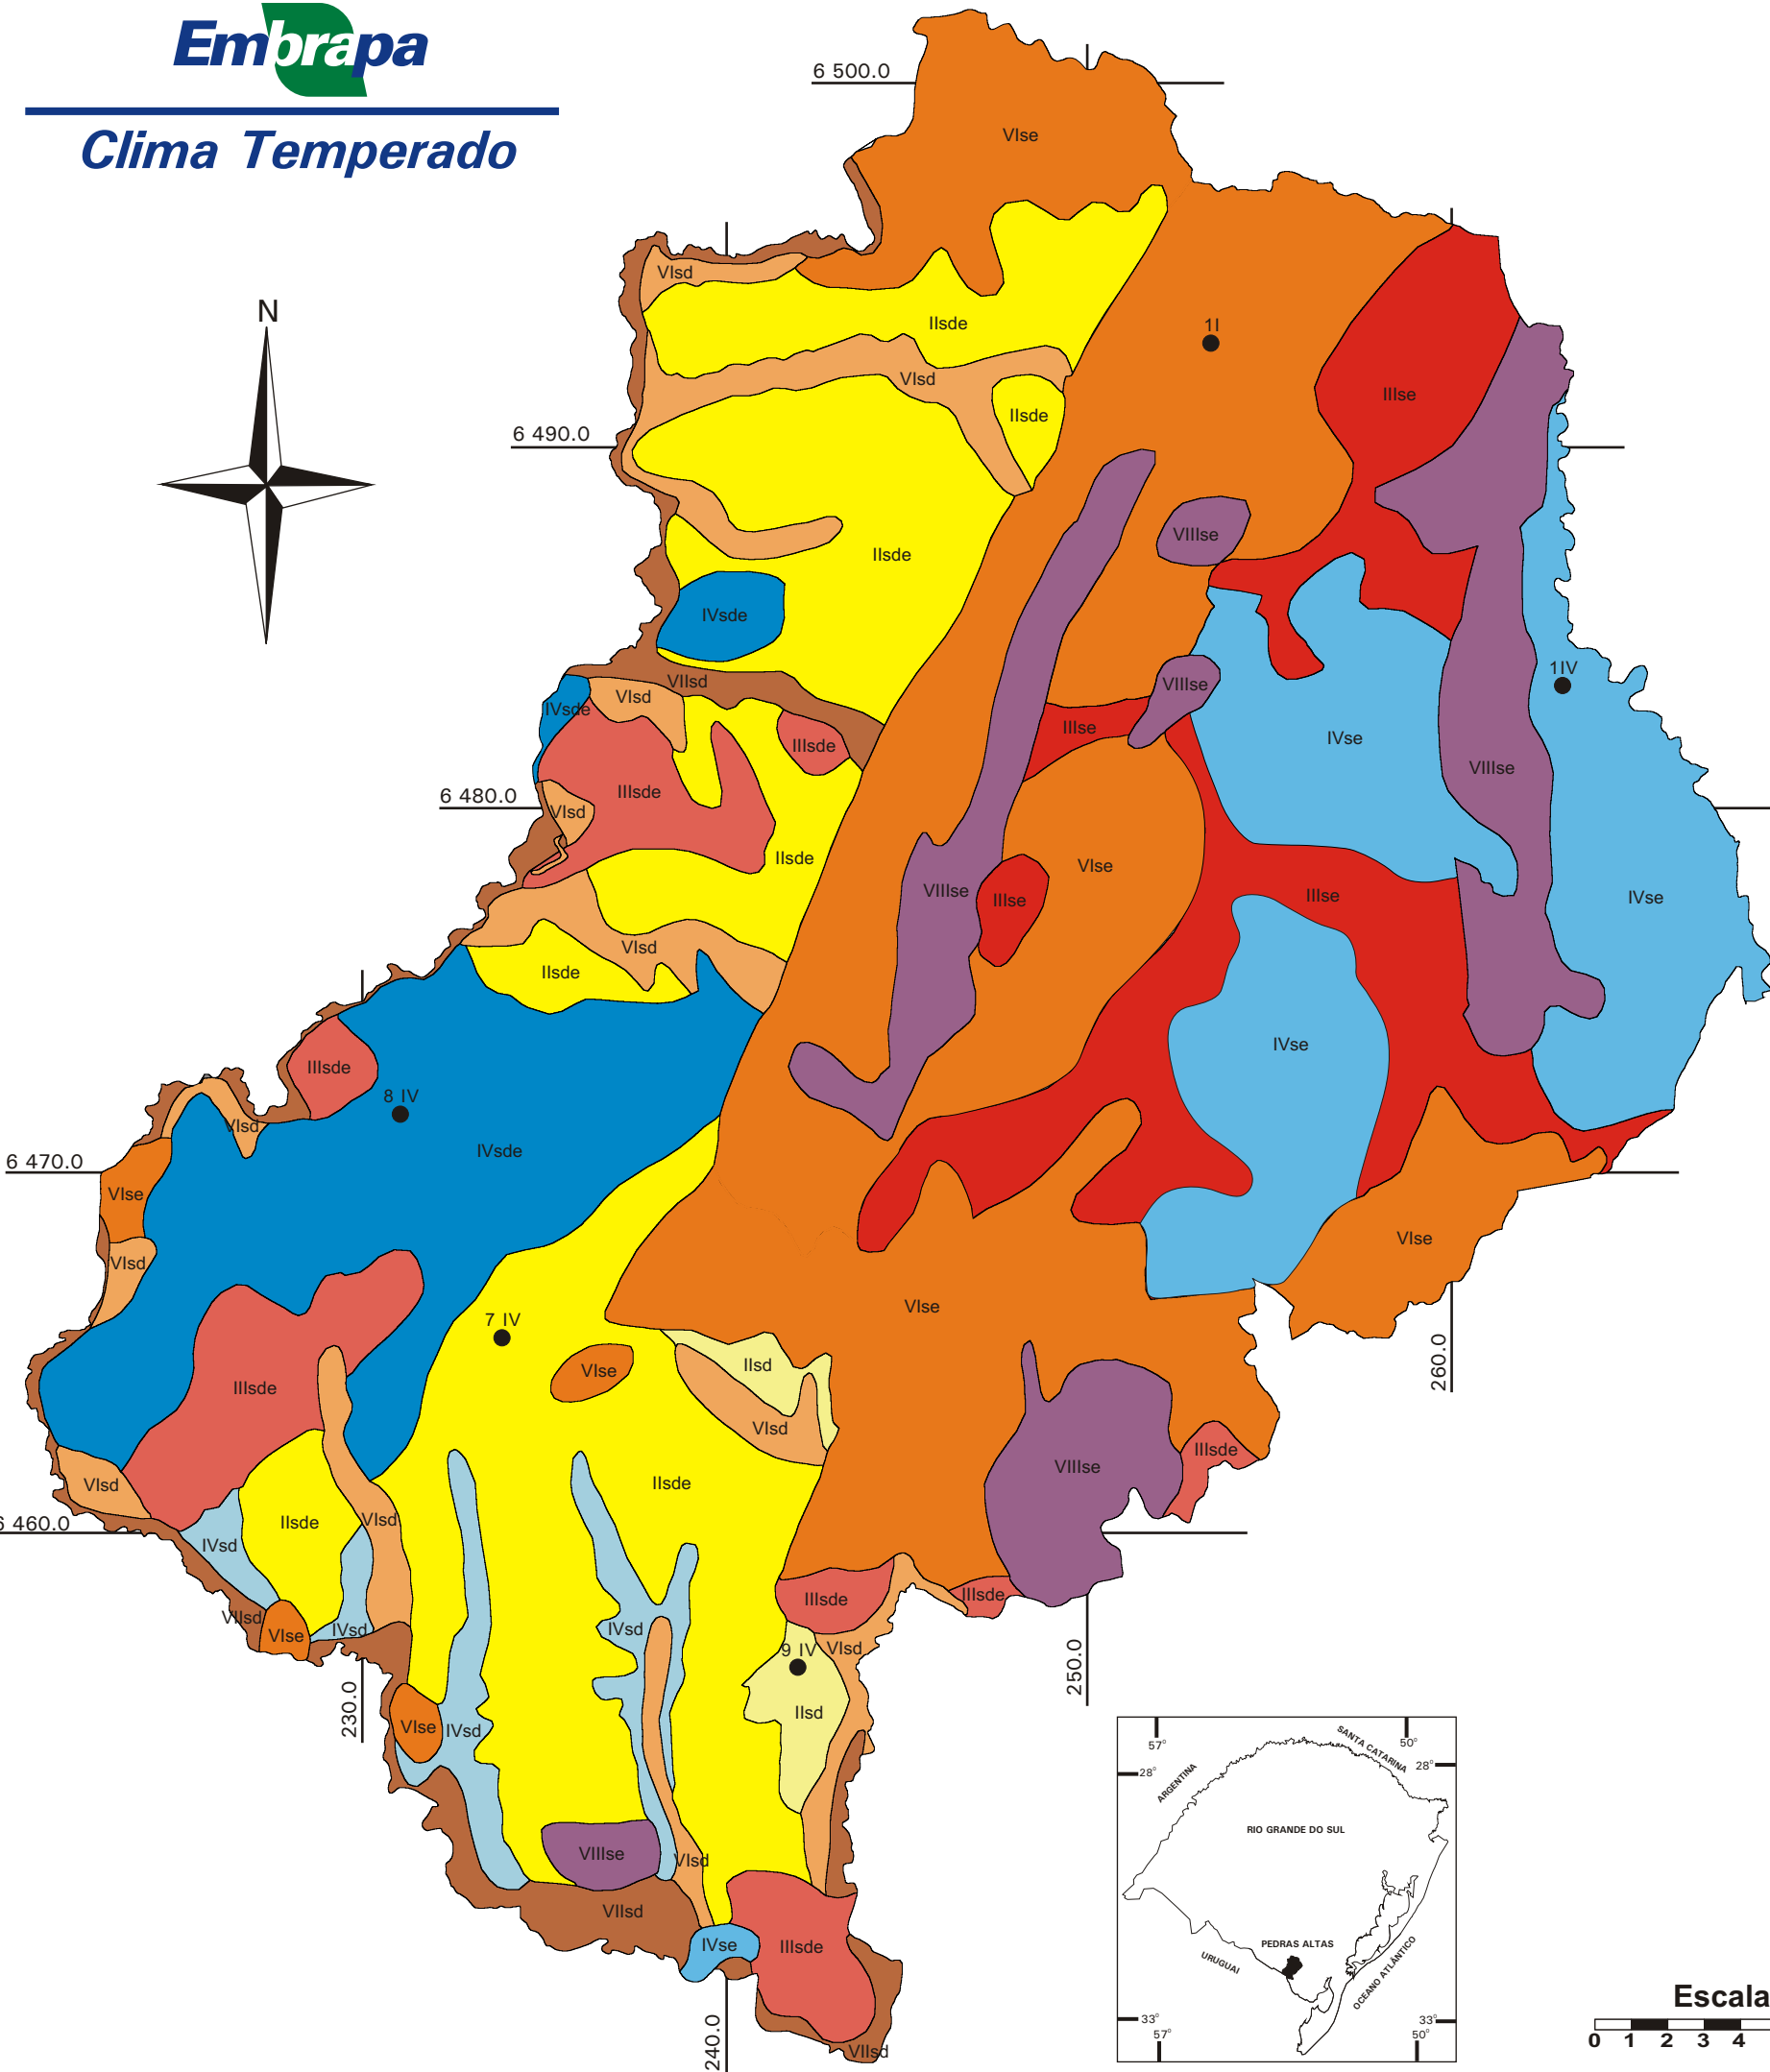 Embrapa
Clima Temperado
6 500.0
VIse
N
VIsd
IIsde
1I
IIIse
VIsd
IIsde
6 490.0
VIIIse
IIsde
IVsde
1IV
VIIsd
VIsd
VIIIse
IVsde
IIIse
IVse
IIIsde
VIIIse
6 480.0
IIIsde
VIsd
IIsde
VIse
VIIIse
IIIse
IIIse
IVse
VIsd
IIsde
IVse
IIIsde
8 IV
VIsd
IVsde
6 470.0
VIse
VIse
VIsd
VIse
7 IV
260.0
IIsd
VIse
IIIsde
VIsd
IIIsde
VIIIse
VIsd
IIsde
IIsde
VIsd
6 460.0
IVsd
IIIsde
IIIsde
VIIsd
IVsd
IVsd
VIse
9 IV
VIsd
250.0
230.0
IIsd
VIse
IVsd
SANTA CATARINA
57°
50°
28°
28°
ARGENTINA
RIO GRANDE DO SUL
VIIIse
VIsd
VIIsd
IVse
IIIsde
PEDRAS ALTAS
URUGUAI
OCEANO ATLÂNTICO
Escala
33°
33°
57°
50°
0 1 2 3 4
240.0
VIIsd